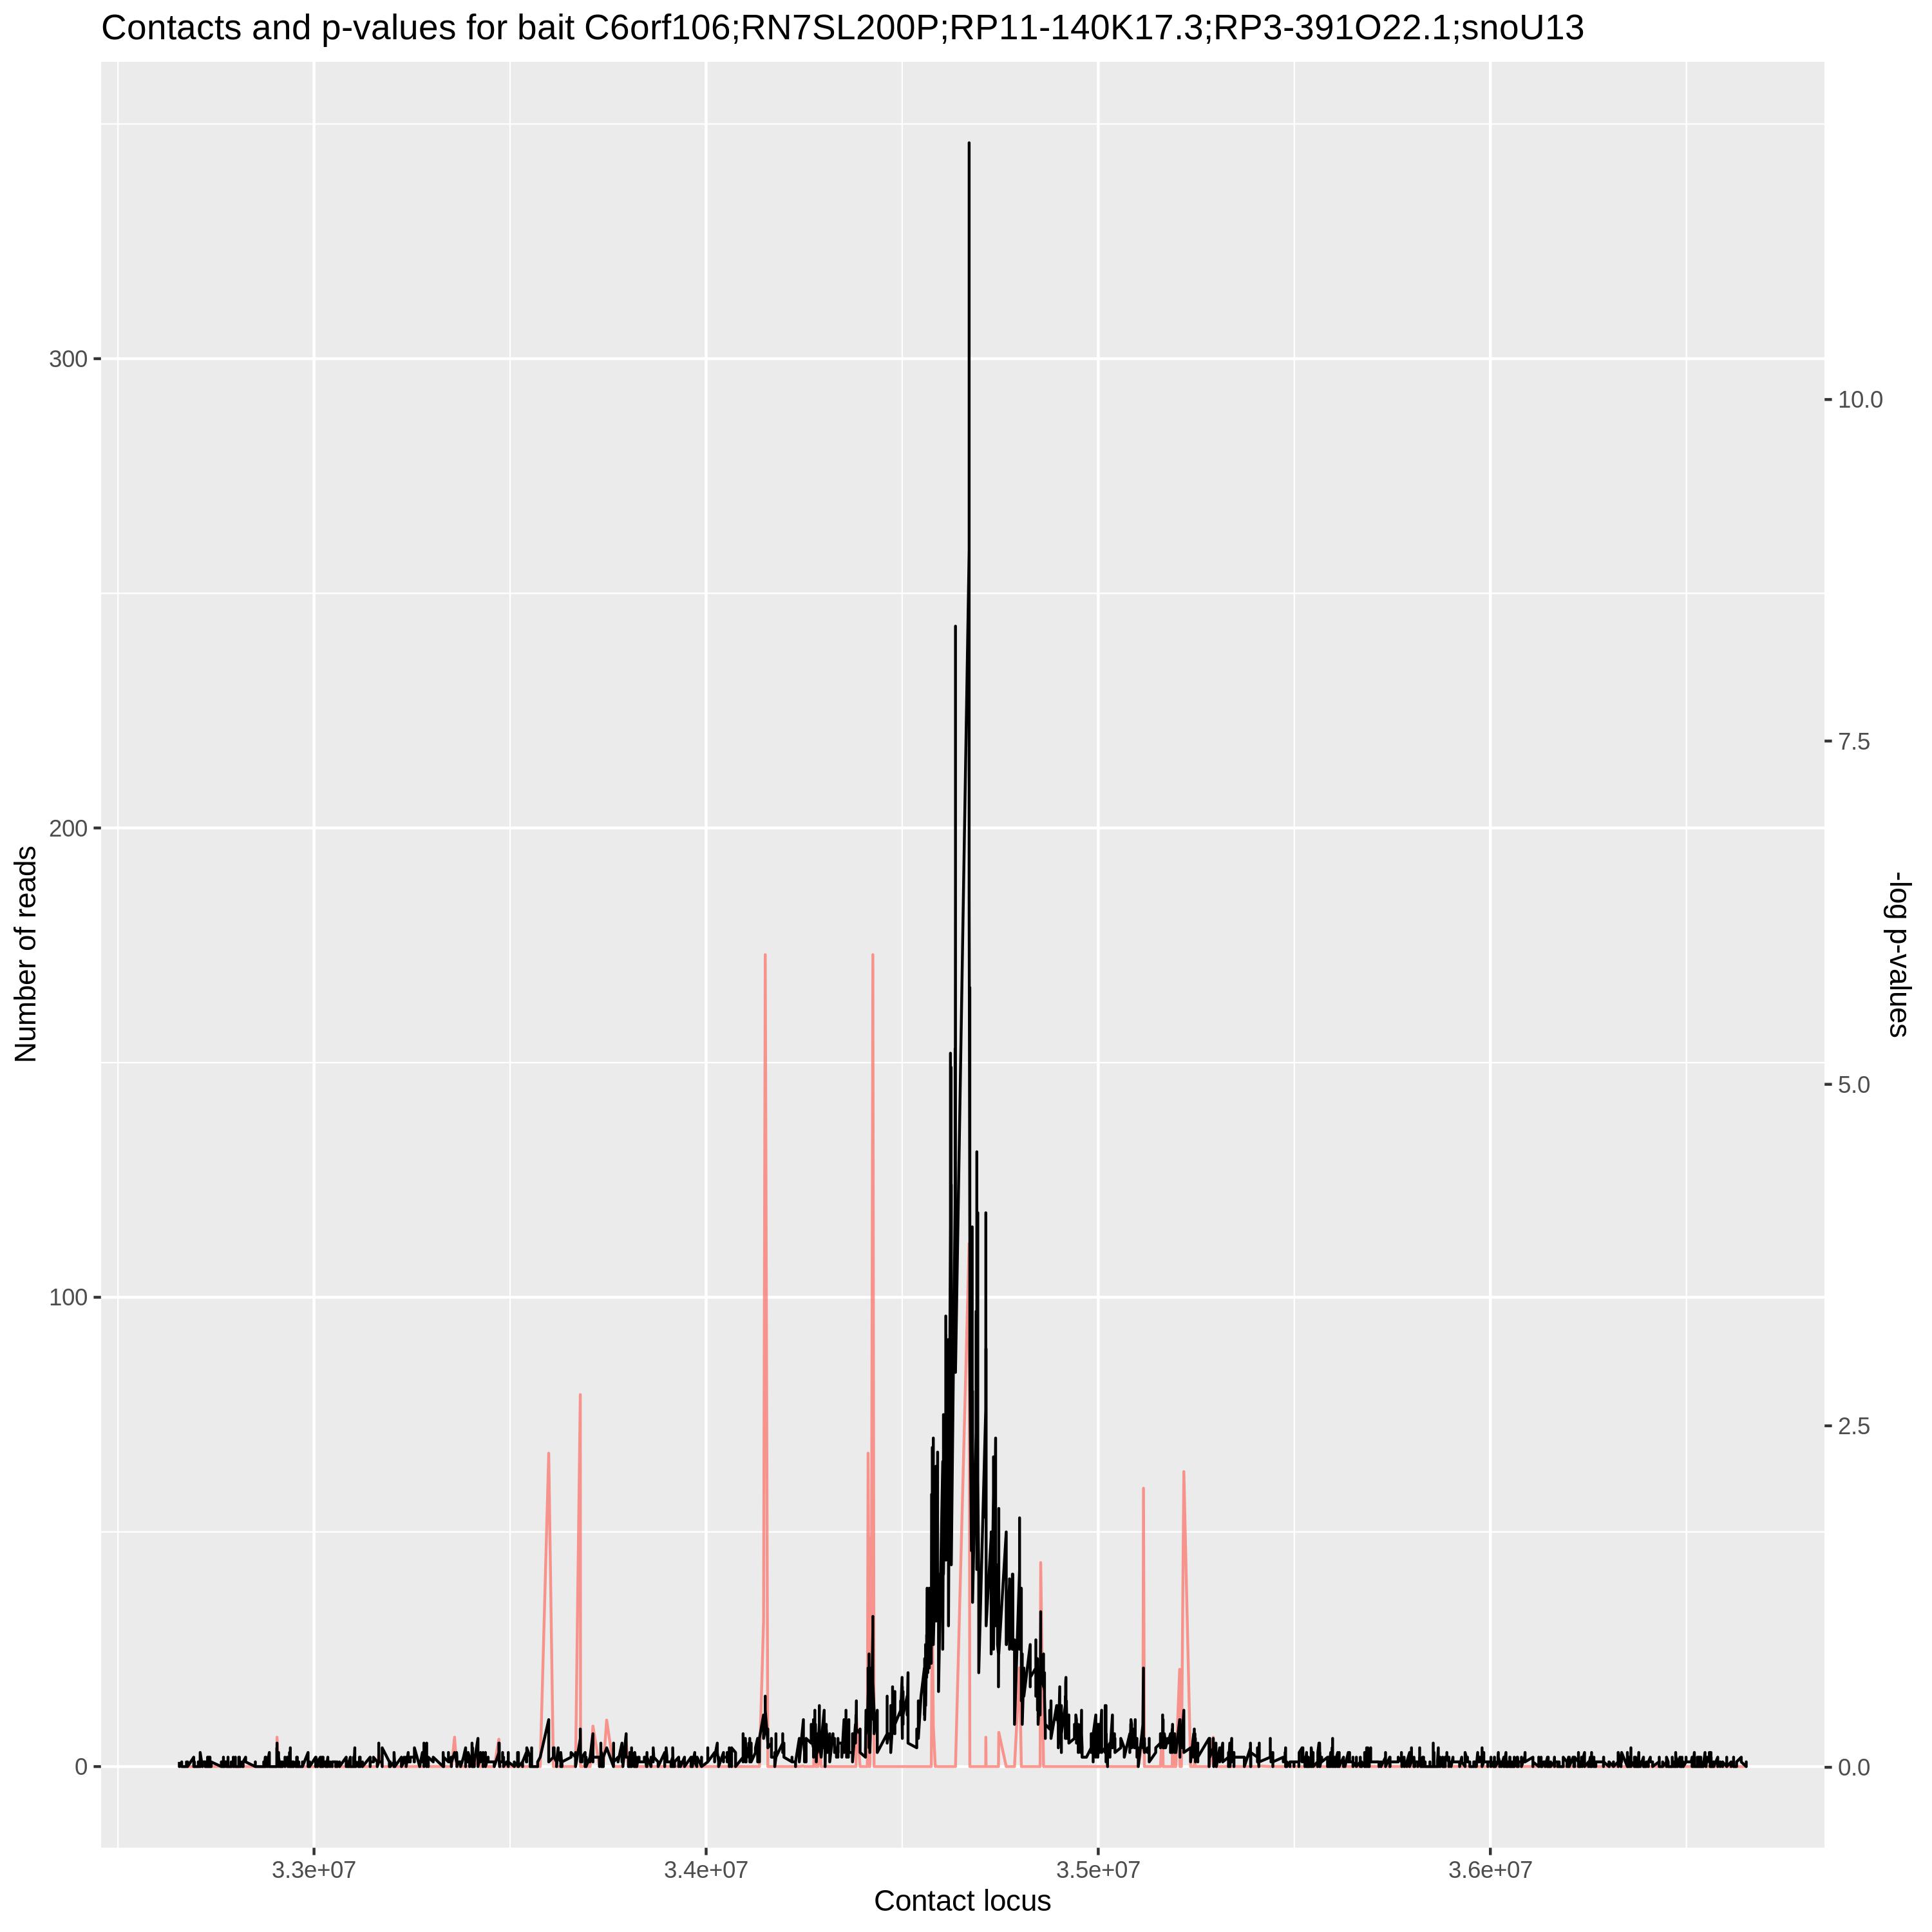 Contacts and p-values for bait C6orf106;RN7SL200P;RP11-140K17.3;RP3-391O22.1;snoU13
Number of reads
300
200
100
0
10.0
7.5
5.0
2.5
0.0
-log p-values
3.3e+07
3.4e+07
3.5e+07
3.6e+07
Contact locus